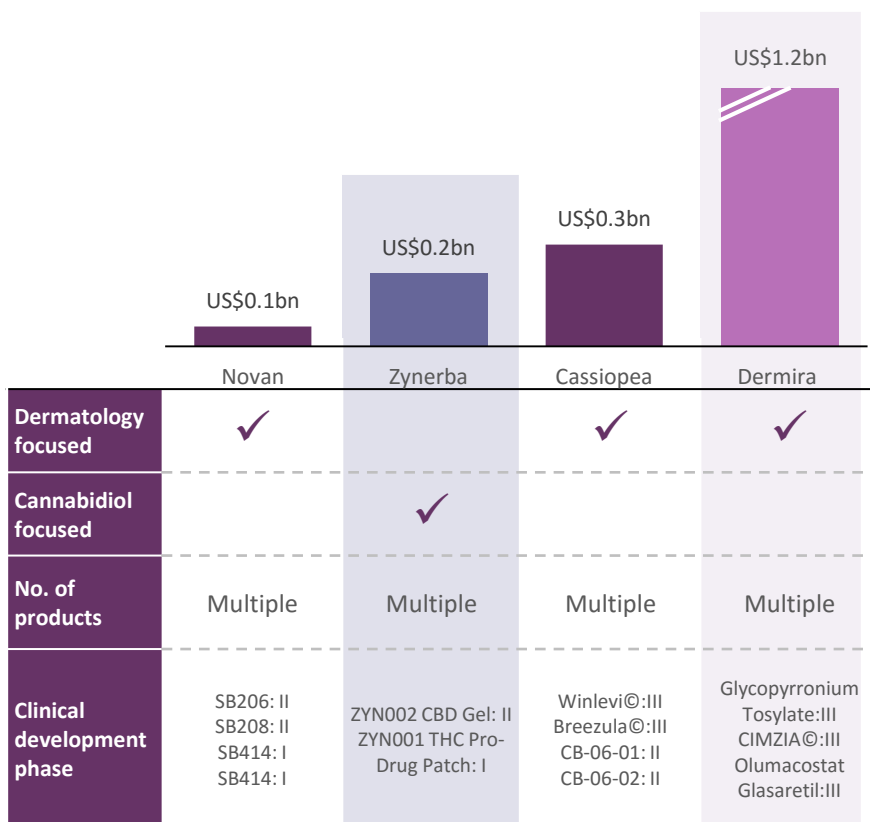 US$1.2bn
US$0.3bn
US$0.2bn
US$0.1bn
Novan
Zynerba
Cassiopea
Dermira
Dermatology
focused
✓
✓
✓
Cannabidiol
focused
✓
No. of
products
Multiple
Multiple
Multiple
Multiple
Clinical
development
phase
SB206: II
SB208: II
SB414: I
SB414: I
ZYN002 CBD Gel: II
ZYN001 THC Pro-
Drug Patch: I
Winlevi©:III
Breezula©:III
CB-06-01: II
CB-06-02: II
Glycopyrronium
Tosylate:III
CIMZIA©:III
Olumacostat
Glasaretil:III